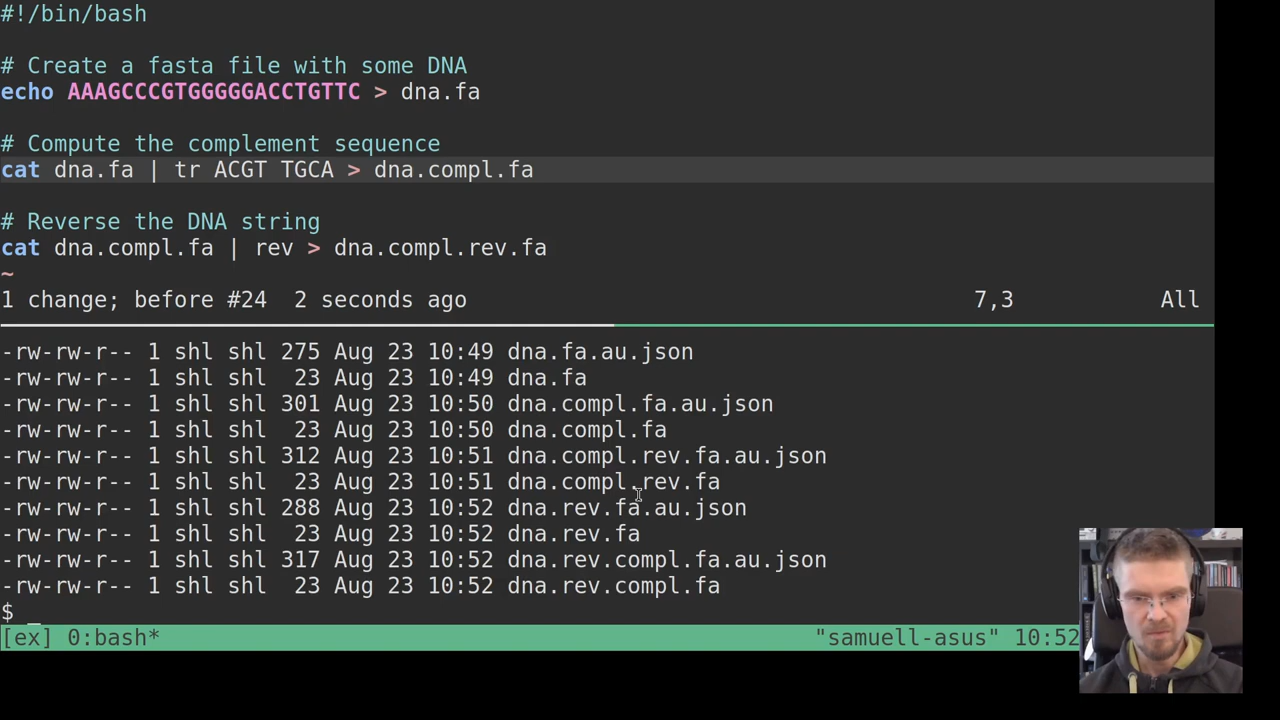 #!/bin/bash
# Create a fasta file with some DNA
echo AAAGCCCGTGGGGGACCTGTTC > dna.fa
# Compute the complement sequence
cat dna.fa | tr ACGT TGCA > dna.compl.fa
# Reverse the DNA string
cat dna.compl.fa | rev > dna.compl.rev.fa
~
1 change; before #24  2 seconds ago 7,3 All
-rw-rw-r-- 1 shl shl 275 Aug 23 10:49 dna.fa.au.json
-rw-rw-r-- 1 shl shl  23 Aug 23 10:49 dna.fa
-rw-rw-r-- 1 shl shl 301 Aug 23 10:50 dna.compl.fa.au.json
-rw-rw-r-- 1 shl shl  23 Aug 23 10:50 dna.compl.fa
-rw-rw-r-- 1 shl shl 312 Aug 23 10:51 dna.compl.rev.fa.au.json
-rw-rw-r-- 1 shl shl  23 Aug 23 10:51 dna.compl.rev.fa
-rw-rw-r-- 1 shl shl 288 Aug 23 10:52 dna.rev.fa.au.json
-rw-rw-r-- 1 shl shl  23 Aug 23 10:52 dna.rev.fa
-rw-rw-r-- 1 shl shl 317 Aug 23 10:52 dna.rev.compl.fa.au.json
-rw-rw-r-- 1 shl shl  23 Aug 23 10:52 dna.rev.compl.fa
$ _
[ex] 0:bash* "samuell-asus" 10:52